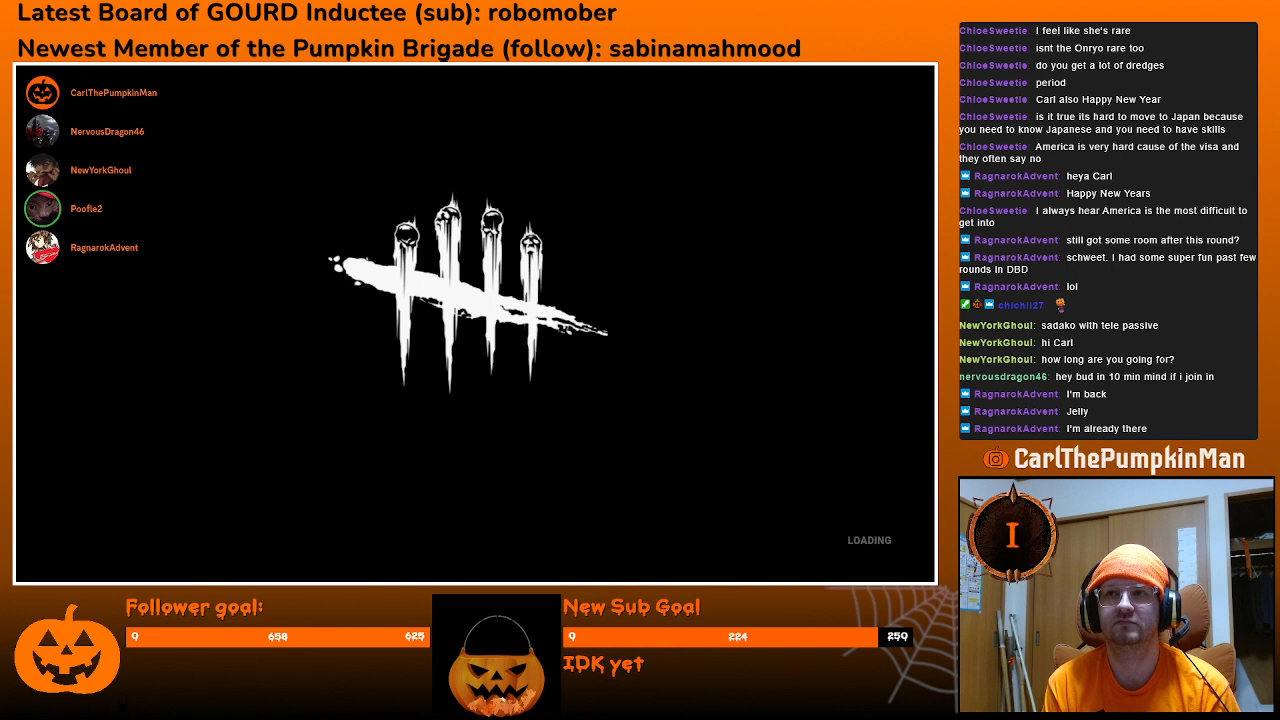 Latest Board of GOURD Inductee (sub): robomober
Newest Member of the Pumpkin Brigade (follow): sabinamahmood
CarlThePumpkinMan
NervousDragon46
NewYorkGhoul
Poofie2
RagnarokAdvent
LOADING
ChloeSweetie: I feel like she's rare
ChloeSweetie: isnt the Onryo rare too
ChloeSweetie: do you get a lot of dredges
ChloeSweetie: period
ChloeSweetie: Carl also Happy New Year
ChloeSweetie: is it true its hard to move to Japan because
you need to know Japanese and you need to have skills
ChloeSweetie: America is very hard cause of the visa and
they often say no
RagnarokAdvent: heya Carl
RagnarokAdvent: Happy New Years
ChloeSweetie: I always hear America is the most difficult to
get into
RagnarokAdvent: still got some room after this round?
RagnarokAdvent: schweet. I had some super fun past few
rounds in DBD
RagnarokAdvent: lol
chichii27:
NewYorkGhoul: sadako with tele passive
NewYorkGhoul: hi Carl
NewYorkGhoul: how long are you going for?
nervousdragon46: hey bud in 10 min mind if i join in
RagnarokAdvent: I'm back
RagnarokAdvent: Jelly
RagnarokAdvent: I'm already there
CarlThePumpkinMan
I
Follower goal:
0 658 625
New Sub Goal
0 224 250
IDK yet